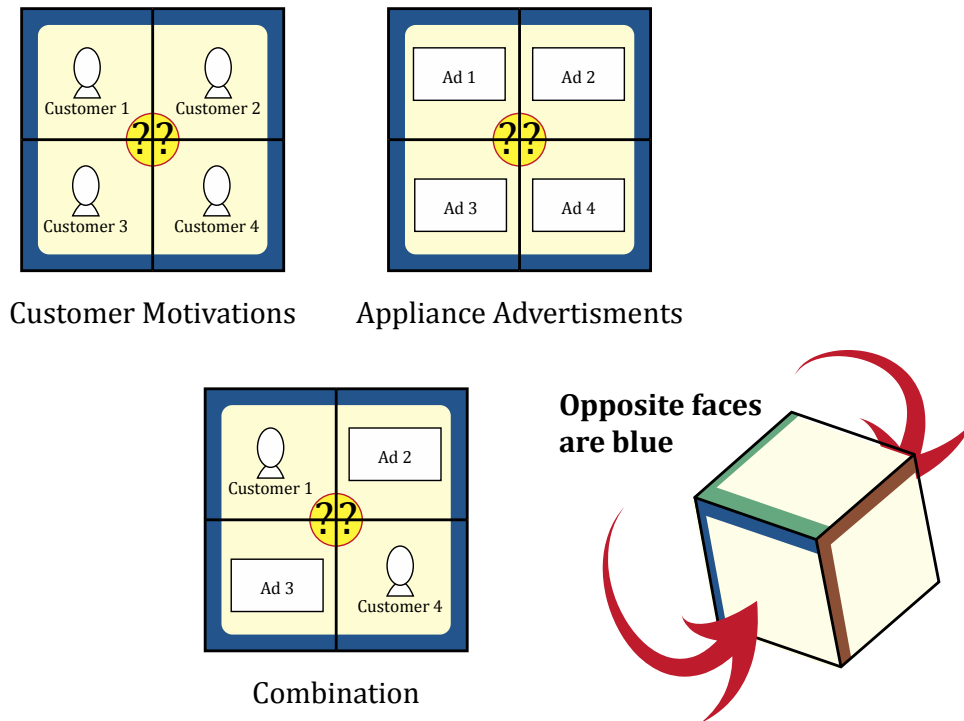 Customer 1
Customer 2
??
Customer 3
Customer 4
Customer Motivations
Ad 1
Ad 2
??
Ad 3
Ad 4
Appliance Advertisments
Customer 1
Ad 2
??
Ad 3
Customer 4
Combination
Opposite faces
are blue